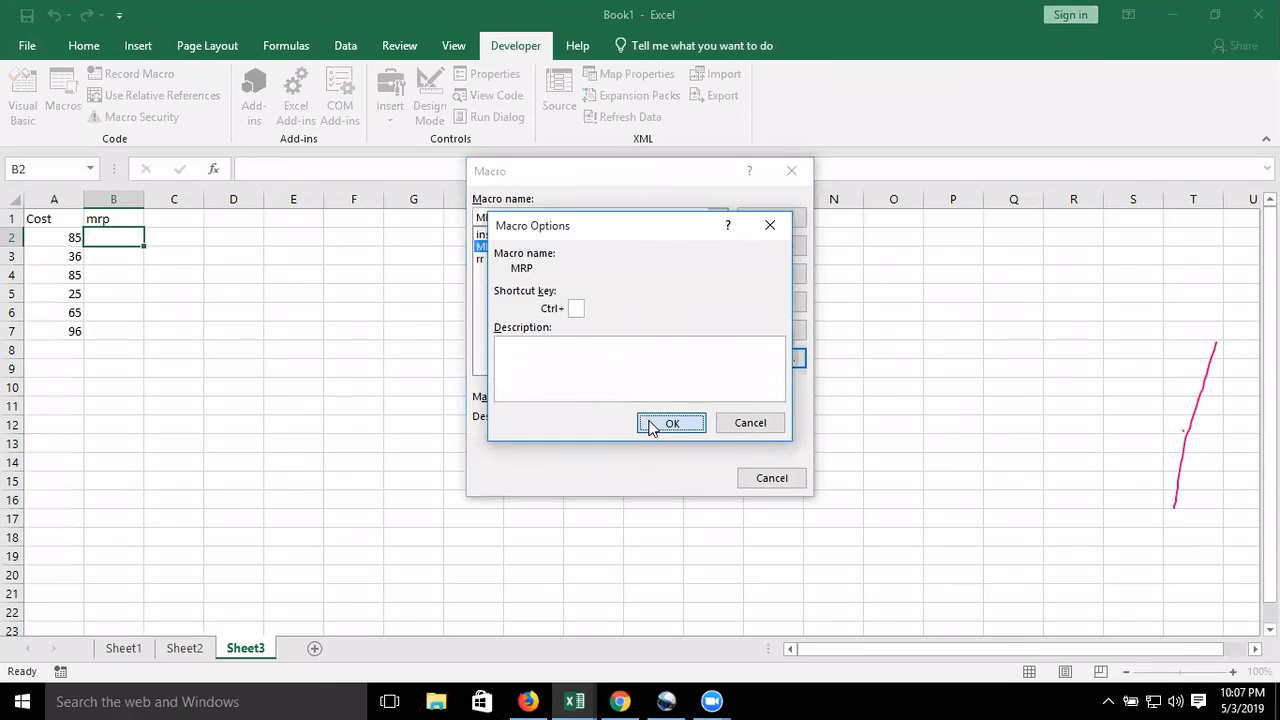 Book1 - Excel
Sign in
File Home Insert Page Layout Formulas Data Review View Developer Help Tell me what you want to do Share
Visual Basic
Macros
Record Macro
Use Relative References
Macro Security
Code
Add-ins
Excel Add-ins
COM Add-ins
Add-ins
Insert
Design Mode
Properties
View Code
Run Dialog
Controls
Source
Map Properties
Expansion Packs
Refresh Data
Import
Export
XML
B2
fx
A B C D E F G N O P Q R S T U
1 Cost mrp
2 85
3 36
4 85
5 25
6 65
7 96
8
9
10
11
12
13
14
15
16
17
18
19
20
21
22
23
Macro
?
Macro name:
rr
Cancel
Macro Options
?
Macro name:
MRP
Shortcut key:
Ctrl+
Description:
OK Cancel
Sheet1 Sheet2 Sheet3
Ready
100%
Search the web and Windows
10:07 PM
5/3/2019